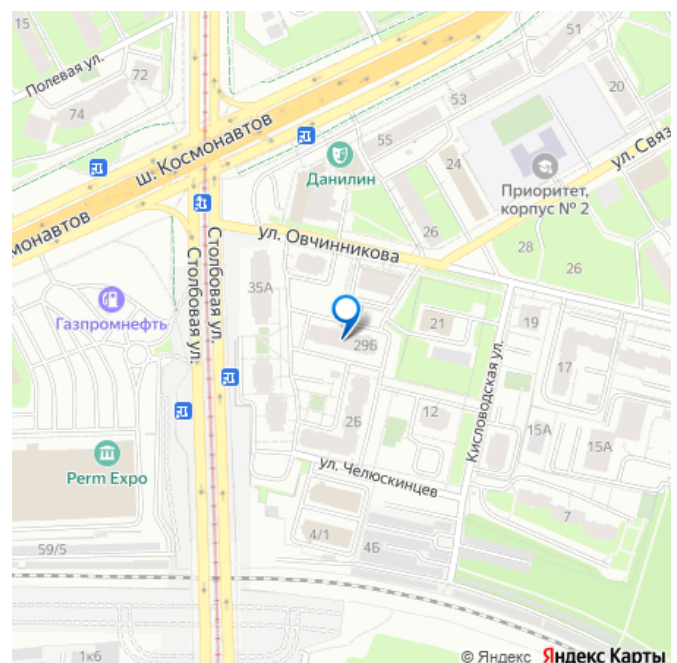 15
Полевая ул.
72
74
51
53
20
55
24
ш. Космонавтов
Данилин
ул. Связ
Приоритет,
корпус № 2
монавтов
ул. Овчинникова
26
28
26
35А
Столбовая ул.
Столбовая ул.
Газпромнефть
21
19
29Б
17
Кисловодская ул.
2Б
12
15А
15А
Perm Expo
ул. Челюскинцев
7
4/1
4Б
59/5
1к6
© Яндекс Яндекс Карты